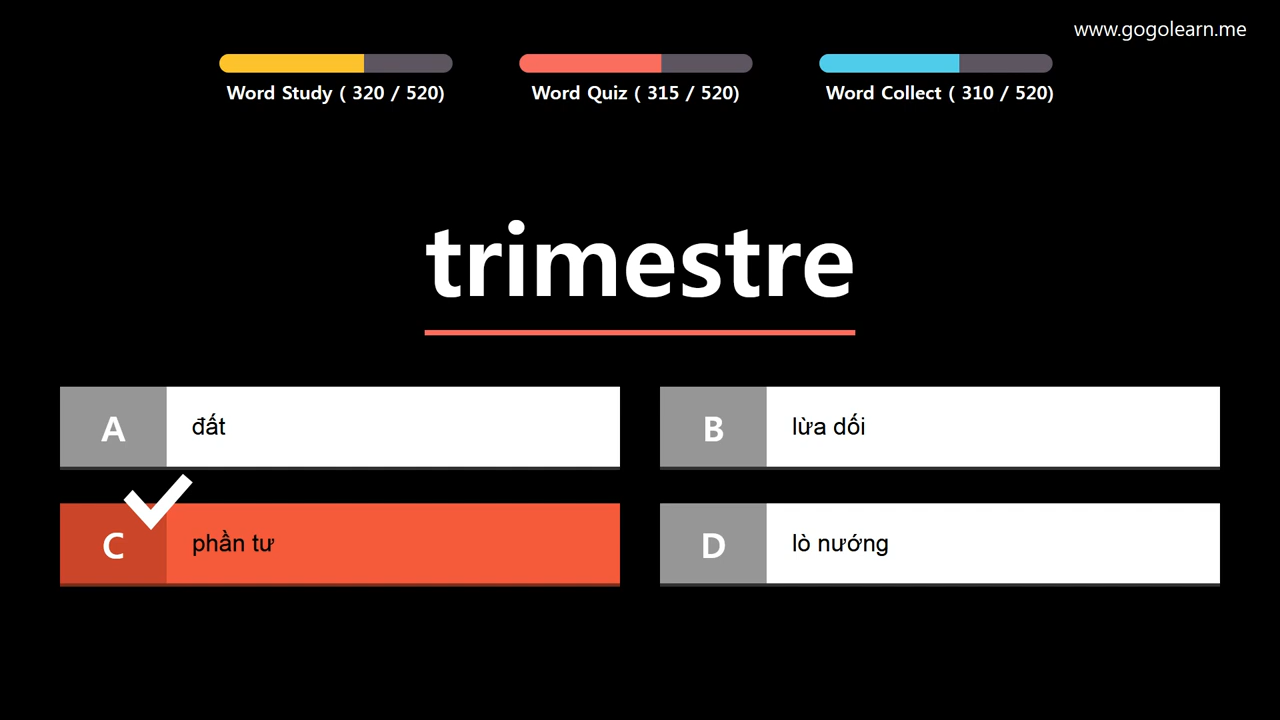 www.gogolearn.me
Word Study ( 320 / 520)
Word Quiz ( 315 / 520)
Word Collect ( 310 / 520)
trimestre
A
đất
B
lừa dối
C
phần tư
D
lò nướng